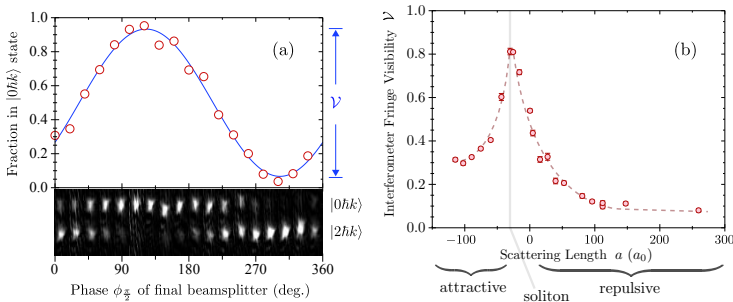 (a)
Fraction in |0ħk⟩ state
1.0
0.8
0.6
0.4
0.2
0.0
𝒱
|0ħk⟩
|2ħk⟩
0 90 180 270 360
Phase ϕ_{π/2} of final beamsplitter (deg.)
(b)
Interferometer Fringe Visibility 𝒱
1.0
0.8
0.6
0.4
0.2
0.0
−100 0 100 200 300
Scattering Length a (a₀)
attractive
soliton
repulsive